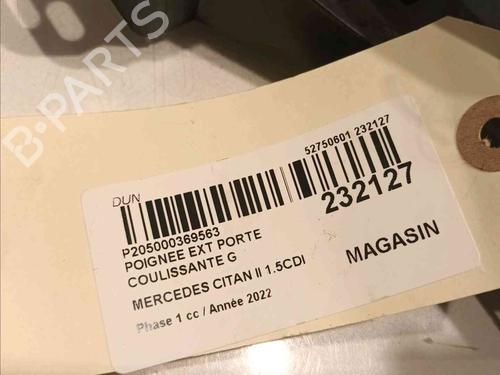 B-PARTS
DUN
52750601 232127
P205000369563
POIGNEE EXT PORTE
COULISSANTE G
232127
MERCEDES CITAN II 1.5CDI
MAGASIN
Phase 1 cc / Année 2022